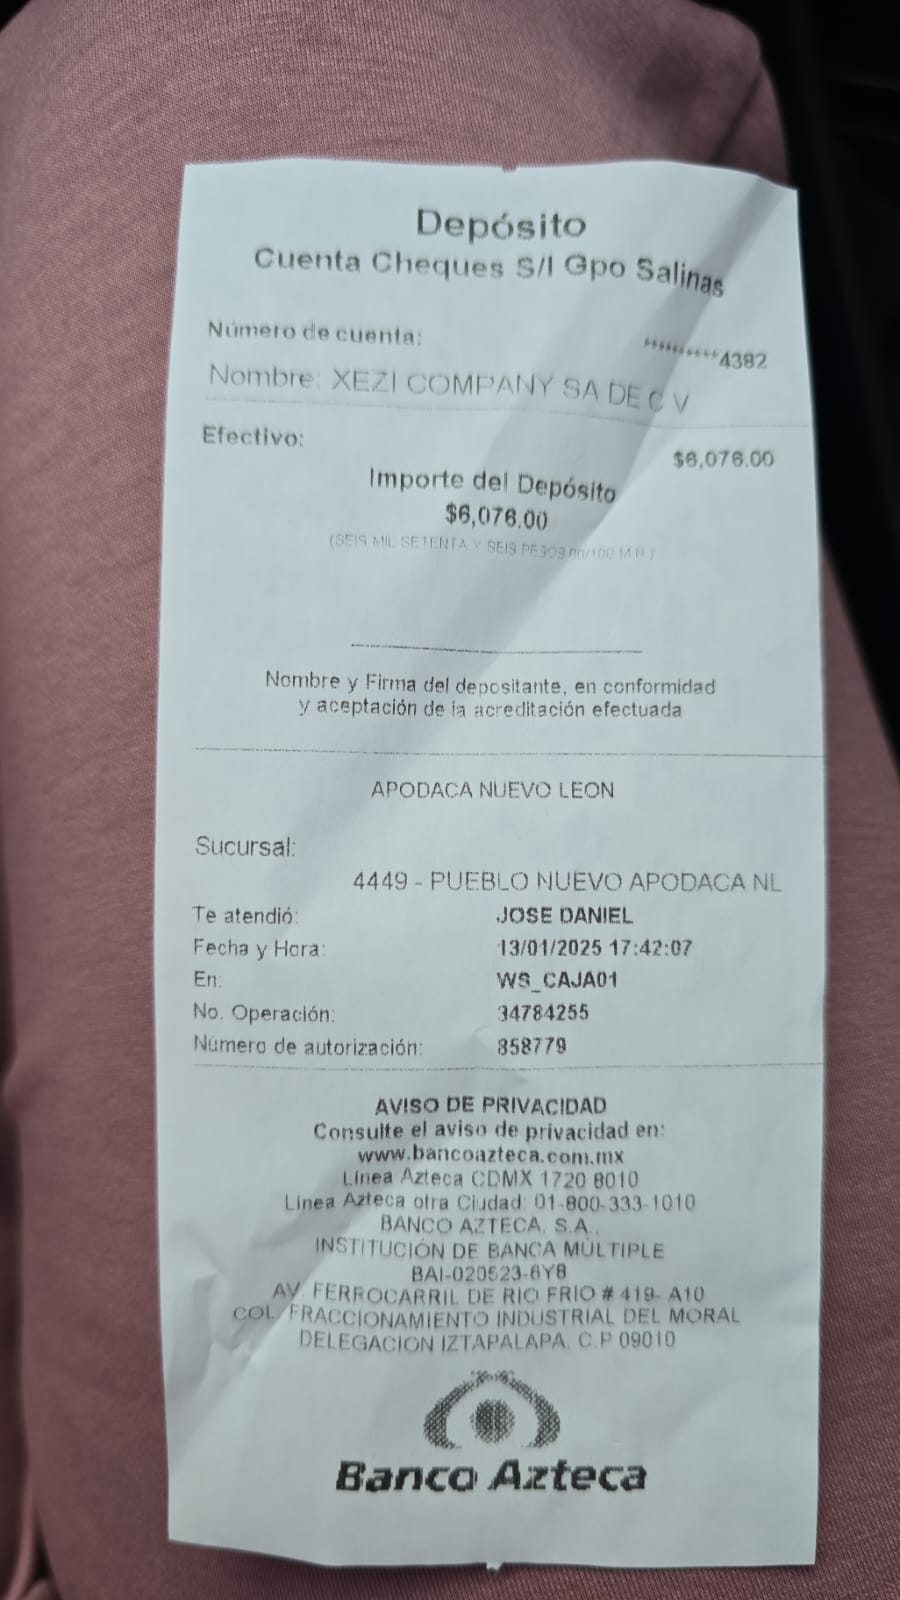 Depósito
Cuenta Cheques S/I Gpo Salinas
Número de cuenta: **********4382
Nombre: XEZI COMPANY SA DE C V
Efectivo: $6,076.00
Importe del Depósito
$6,076.00
(SEIS MIL SETENTA Y SEIS PESOS 00/100 M N )
Nombre y Firma del depositante, en conformidad
y aceptación de la acreditación efectuada
APODACA NUEVO LEON
Sucursal:
4449 - PUEBLO NUEVO APODACA NL
Te atendió: JOSE DANIEL
Fecha y Hora: 13/01/2025 17:42:07
En: WS_CAJA01
No. Operación: 34784255
Número de autorización: 858779
AVISO DE PRIVACIDAD
Consulte el aviso de privacidad en:
www.bancoazteca.com.mx
Línea Azteca CDMX 1720 8010
Linea Azteca otra Ciudad: 01-800-333-1010
BANCO AZTECA, S.A.,
INSTITUCIÓN DE BANCA MÚLTIPLE
BAI-020523-6Y8
AV. FERROCARRIL DE RIO FRIO # 419- A10
COL. FRACCIONAMIENTO INDUSTRIAL DEL MORAL
DELEGACION IZTAPALAPA, C.P 09010
Banco Azteca